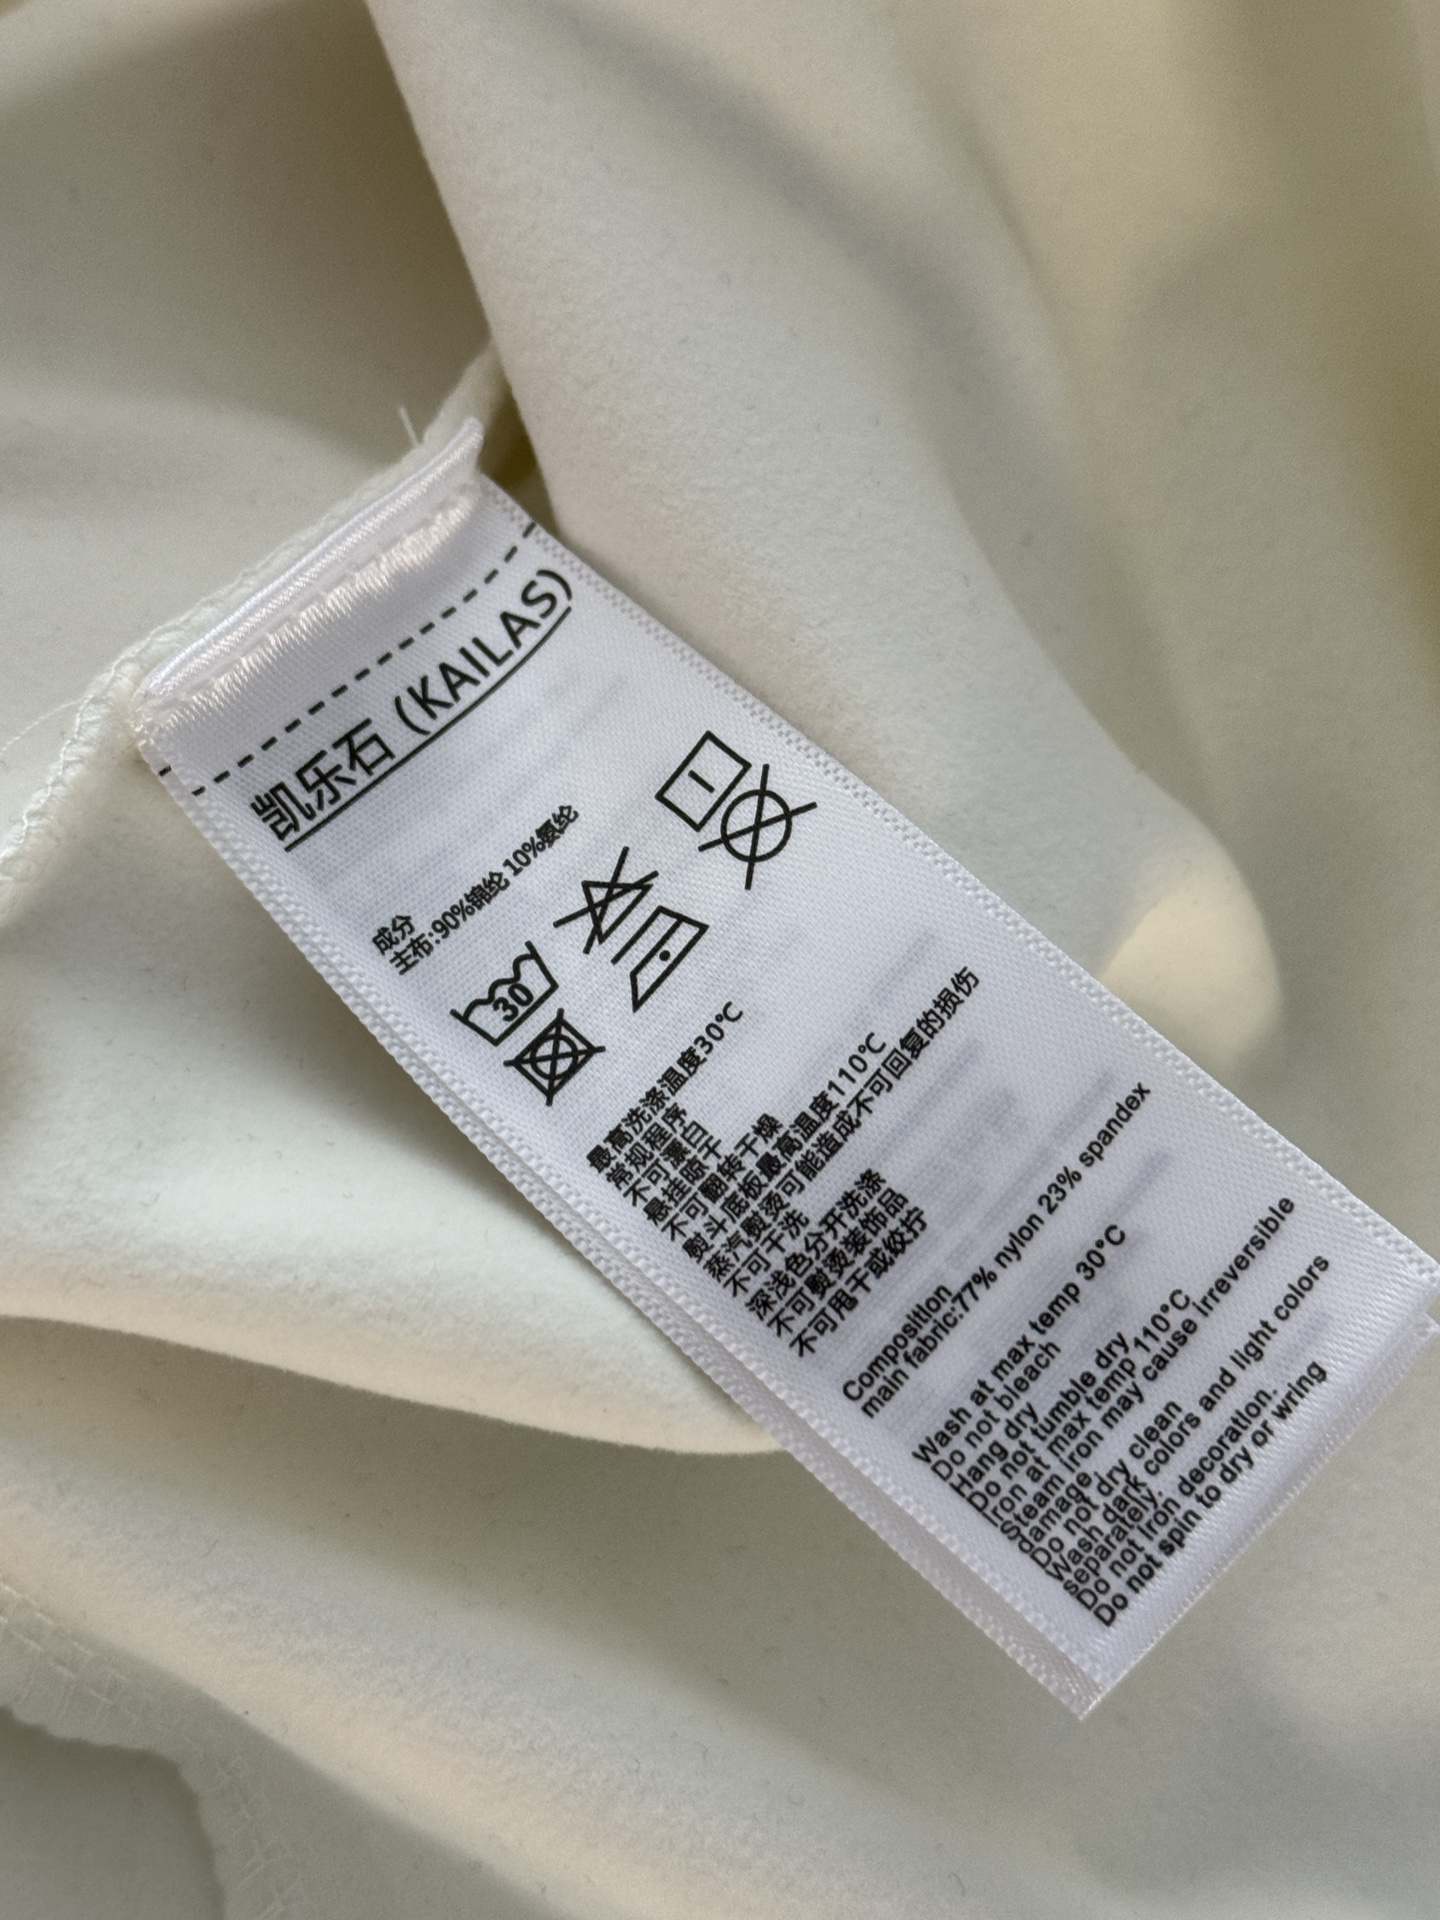 凯乐石 (KAILAS)
成分
主布:90%锦纶 10%氨纶
30
最高洗涤温度30℃
常规程序
不可漂白
悬挂晾干
不可翻转干燥
熨斗底板最高温度110℃
蒸汽熨烫可能造成不可回复的损伤
不可干洗
深浅色分开洗涤
不可熨烫装饰品
不可甩干或绞拧
Composition
main fabric:77% nylon 23% spandex
Wash at max temp 30°C
Do not bleach
Hang dry
Do not tumble dry
Iron at max temp 110°C
Steam iron may cause irreversible
damage.
Do not dry clean
Wash dark colors and light colors
separately.
Do not iron decoration.
Do not spin to dry or wring